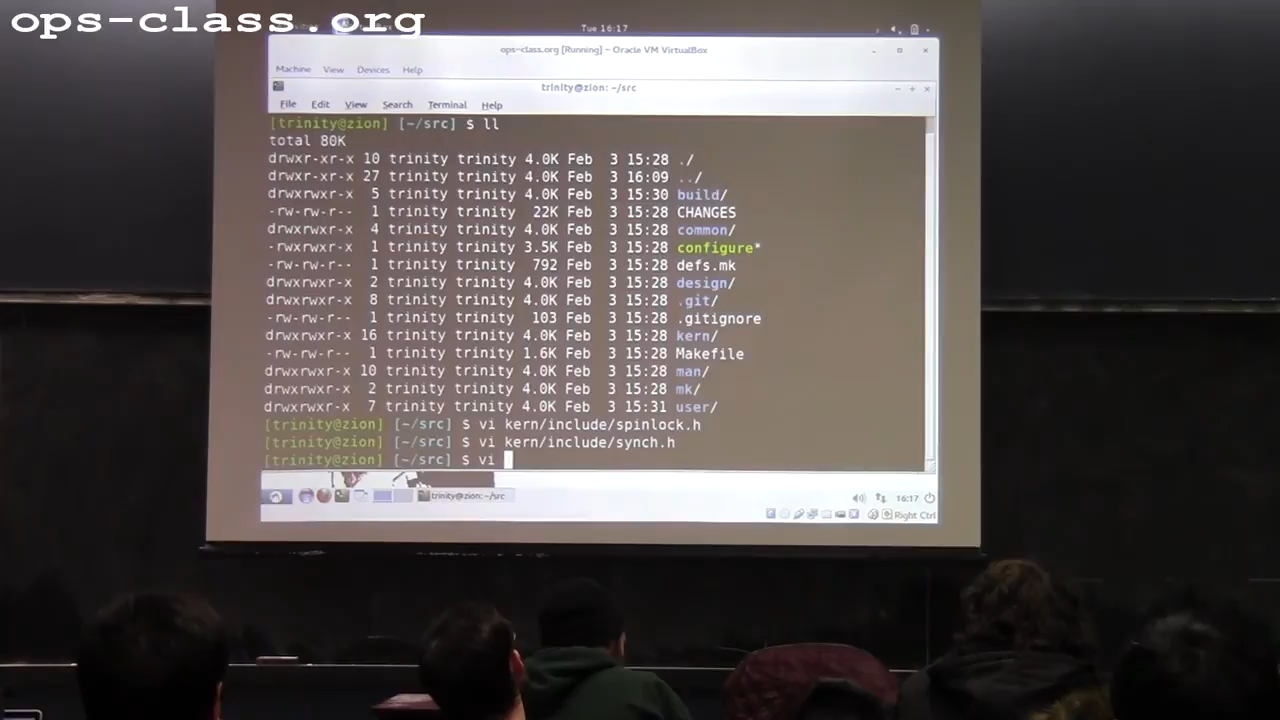 ops-class.org
Tue 16:17
ops-class.org [Running] - Oracle VM VirtualBox
Machine View Devices Help
trinity@zion: ~/src
File Edit View Search Terminal Help
[trinity@zion] [~/src] $ ll
total 80K
drwxr-xr-x 10 trinity trinity 4.0K Feb 3 15:28 ./
drwxr-xr-x 27 trinity trinity 4.0K Feb 3 16:09 ../
drwxrwxr-x 5 trinity trinity 4.0K Feb 3 15:30 build/
-rw-rw-r-- 1 trinity trinity 22K Feb 3 15:28 CHANGES
drwxrwxr-x 4 trinity trinity 4.0K Feb 3 15:28 common/
-rwxrwxr-x 1 trinity trinity 3.5K Feb 3 15:28 configure*
-rw-rw-r-- 1 trinity trinity 792 Feb 3 15:28 defs.mk
drwxrwxr-x 2 trinity trinity 4.0K Feb 3 15:28 design/
drwxrwxr-x 8 trinity trinity 4.0K Feb 3 15:28 .git/
-rw-rw-r-- 1 trinity trinity 103 Feb 3 15:28 .gitignore
drwxrwxr-x 16 trinity trinity 4.0K Feb 3 15:28 kern/
-rw-rw-r-- 1 trinity trinity 1.6K Feb 3 15:28 Makefile
drwxrwxr-x 10 trinity trinity 4.0K Feb 3 15:28 man/
drwxrwxr-x 2 trinity trinity 4.0K Feb 3 15:28 mk/
drwxrwxr-x 7 trinity trinity 4.0K Feb 3 15:31 user/
[trinity@zion] [~/src] $ vi kern/include/spinlock.h
[trinity@zion] [~/src] $ vi kern/include/synch.h
[trinity@zion] [~/src] $ vi
trinity@zion: ~/src
16:17
Right Ctrl